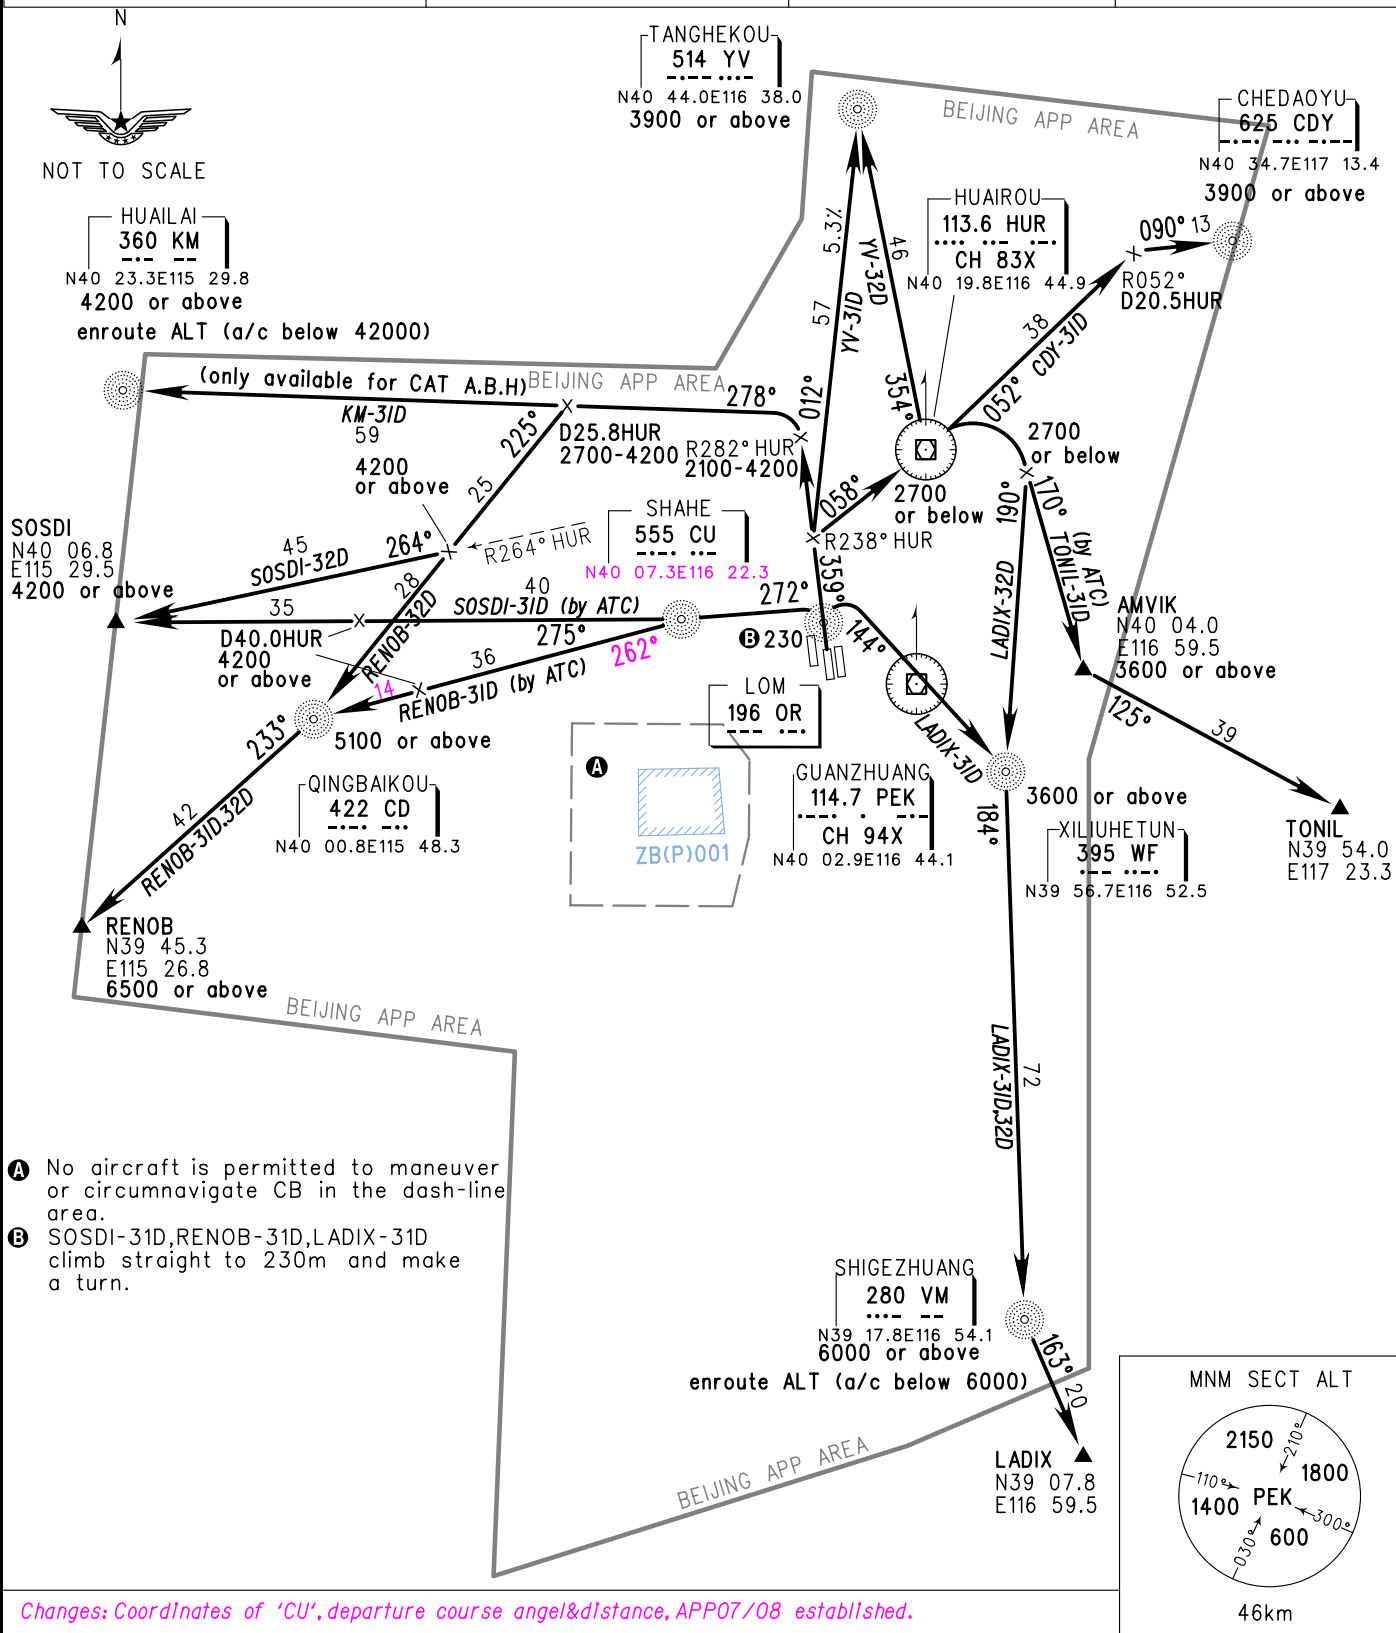 N
NOT TO SCALE
TANGHEKOU
514 YV
N40 44.0E116 38.0
3900 or above
BEIJING APP AREA
CHEDAOYU
625 CDY
N40 34.7E117 13.4
3900 or above
HUAILAI
360 KM
N40 23.3E115 29.8
4200 or above
enroute ALT (a/c below 42000)
HUAIROU
113.6 HUR
CH 83X
N40 19.8E116 44.9
090° 13
R052°
D20.5HUR
5.3%
57
YV-31D
012°
46
YV-32D
354°
38
CDY-31D
052°
(only available for CAT A.B.H)
BEIJING APP AREA
278°
KM-31D
59
225°
D25.8HUR
2700-4200
R282° HUR
2100-4200
4200
or above
25
2700
or below
058°
2700
or below
190°
170°
(by ATC)
TONIL-31D
SOSDI
N40 06.8
E115 29.5
4200 or above
45
264°
SOSDI-32D
R264° HUR
SHAHE
555 CU
N40 07.3E116 22.3
R238° HUR
359°
28
RENOB-32D
40
SOSDI-31D (by ATC)
35
D40.0HUR
4200
or above
275°
262°
272°
B 230
144°
LADIX-32D
AMVIK
N40 04.0
E116 59.5
3600 or above
36
14
RENOB-31D (by ATC)
LOM
196 OR
LADIX-31D
125°
39
233°
5100 or above
QINGBAIKOU
422 CD
N40 00.8E115 48.3
42
RENOB-31D,32D
A
ZB(P)001
GUANZHUANG
114.7 PEK
CH 94X
N40 02.9E116 44.1
3600 or above
184°
XILIUHETUN
395 WF
N39 56.7E116 52.5
TONIL
N39 54.0
E117 23.3
RENOB
N39 45.3
E115 26.8
6500 or above
BEIJING APP AREA
LADIX-31D,32D
72
A No aircraft is permitted to maneuver
or circumnavigate CB in the dash-line
area.
B SOSDI-31D,RENOB-31D,LADIX-31D
climb straight to 230m and make
a turn.
SHIGEZHUANG
280 VM
N39 17.8E116 54.1
6000 or above
enroute ALT (a/c below 6000)
163°
20
BEIJING APP AREA
LADIX
N39 07.8
E116 59.5
MNM SECT ALT
2150
210°
1800
110°
1400
PEK
300°
600
030°
46km
Changes: Coordinates of 'CU', departure course angel&distance, APP07/08 established.